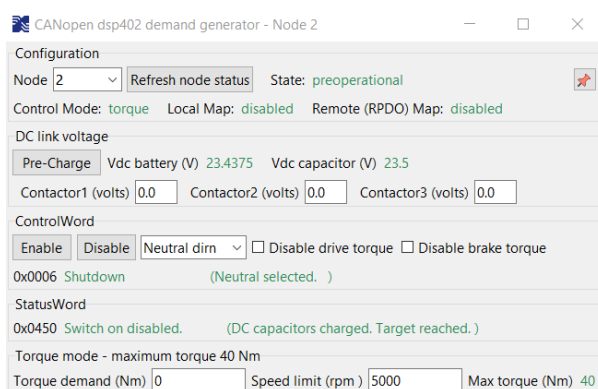 CANopen dsp402 demand generator - Node 2
Configuration
Node 2 Refresh node status State: preoperational
Control Mode: torque Local Map: disabled Remote (RPDO) Map: disabled
DC link voltage
Pre-Charge Vdc battery (V) 23.4375 Vdc capacitor (V) 23.5
Contactor1 (volts) 0.0 Contactor2 (volts) 0.0 Contactor3 (volts) 0.0
ControlWord
Enable Disable Neutral dirn Disable drive torque Disable brake torque
0x0006 Shutdown (Neutral selected. )
StatusWord
0x0450 Switch on disabled. (DC capacitors charged. Target reached. )
Torque mode - maximum torque 40 Nm
Torque demand (Nm) 0 Speed limit (rpm ) 5000 Max torque (Nm) 40